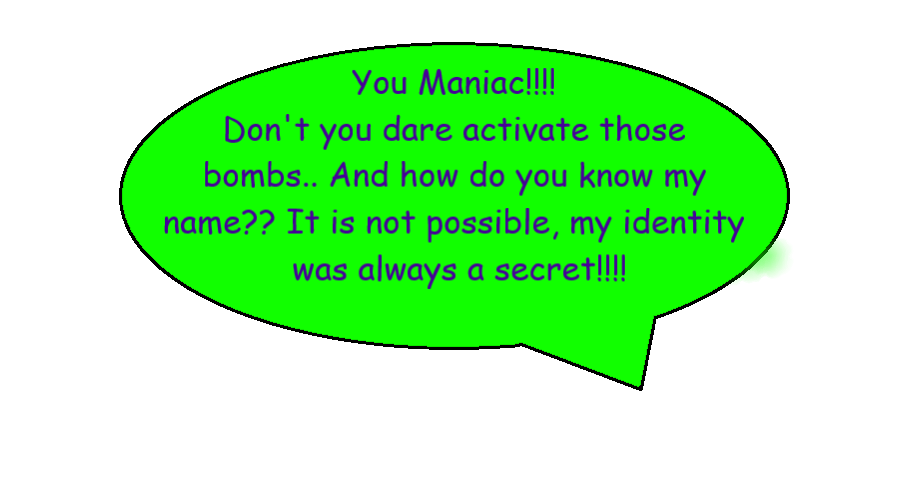 You Maniac!!!!
Don't you dare activate those
bombs.. And how do you know my
name?? It is not possible, my identity
was always a secret!!!!